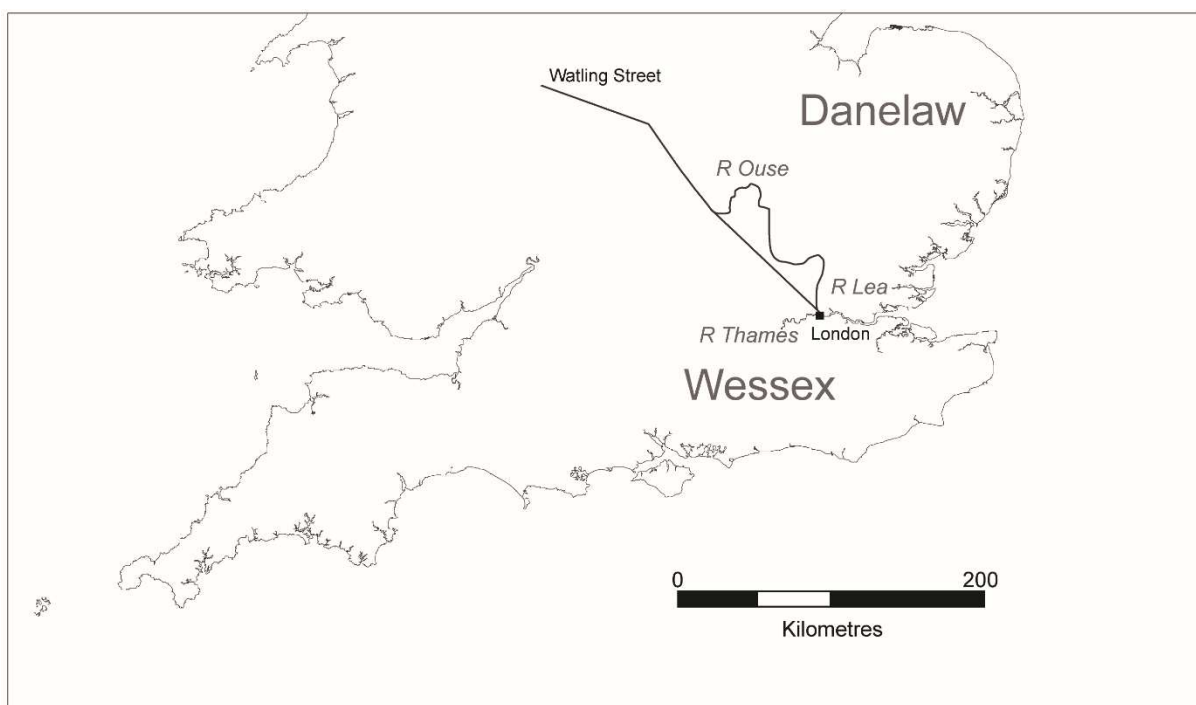 Watling Street
Danelaw
R Ouse
R Lea
R Thames
London
Wessex
0 200
Kilometres